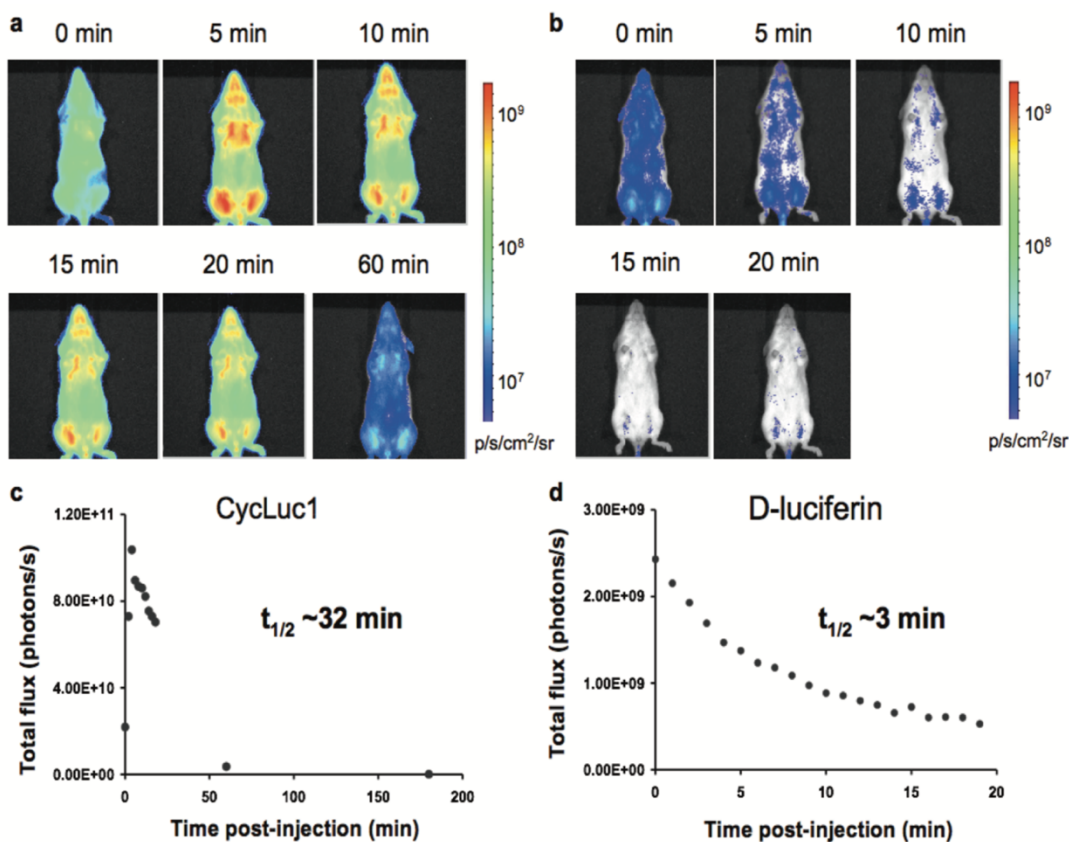 a
0 min 5 min 10 min
10⁹
10⁸
10⁷
p/s/cm²/sr
15 min 20 min 60 min
b
0 min 5 min 10 min
10⁹
10⁸
10⁷
p/s/cm²/sr
15 min 20 min
c
CycLuc1
t1/2 ~32 min
Total flux (photons/s)
1.20E+11
8.00E+10
4.00E+10
0.00E+00
0 50 100 150 200
Time post-injection (min)
d
D-luciferin
t1/2 ~3 min
Total flux (photons/s)
3.00E+09
2.00E+09
1.00E+09
0.00E+00
0 5 10 15 20
Time post-injection (min)